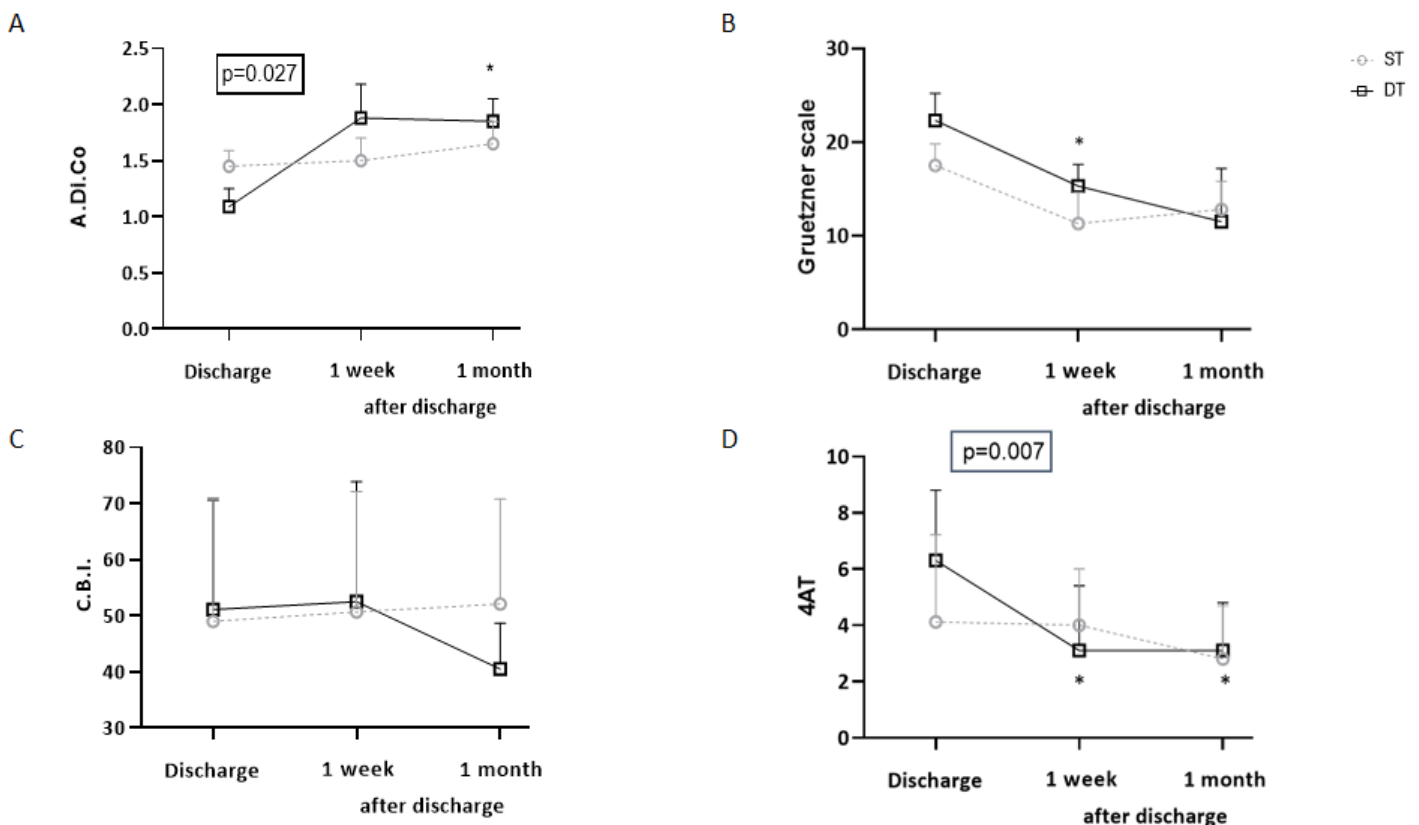 A
A.Di.Co
2.5
2.0
1.5
1.0
0.5
0.0
p=0.027
*
Discharge
1 week
1 month
after discharge
B
Gruetzner scale
30
20
10
0
*
Discharge
1 week
1 month
after discharge
ST
DT
C
C.B.I.
80
70
60
50
40
30
Discharge
1 week
1 month
after discharge
D
4AT
10
8
6
4
2
0
p=0.007
*
*
Discharge
1 week
1 month
after discharge